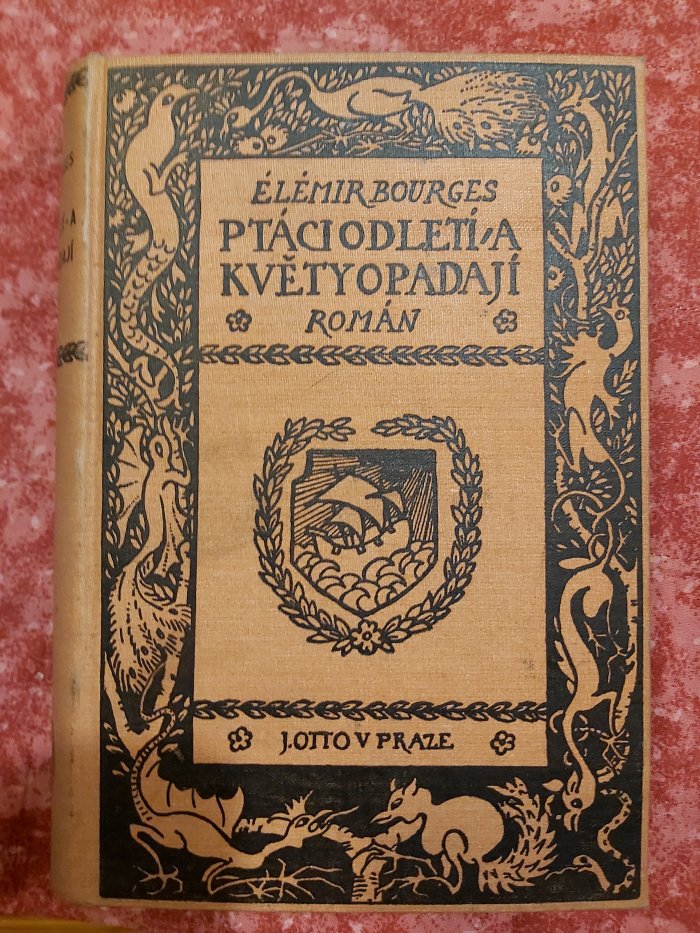 ÉLÉMIR BOURGES
PTÁCI ODLETÍ A
KVĚTY OPADAJÍ
ROMÁN
J. OTTO V PRAZE